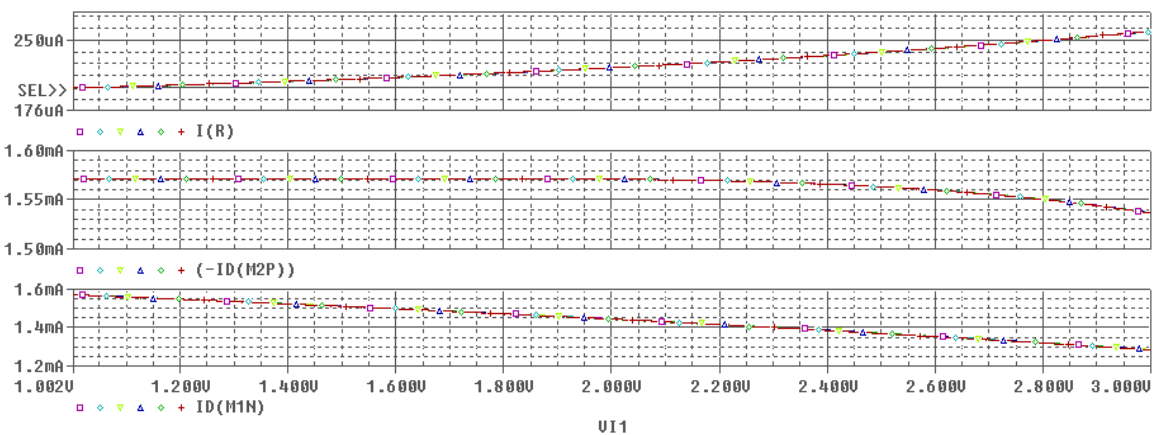 250uA
SEL>>
176uA
I(R)
1.60mA
1.55mA
1.50mA
(-ID(M2P))
1.6mA
1.4mA
1.2mA
1.002V 1.200V 1.400V 1.600V 1.800V 2.000V 2.200V 2.400V 2.600V 2.800V 3.000V
ID(M1N)
VI1